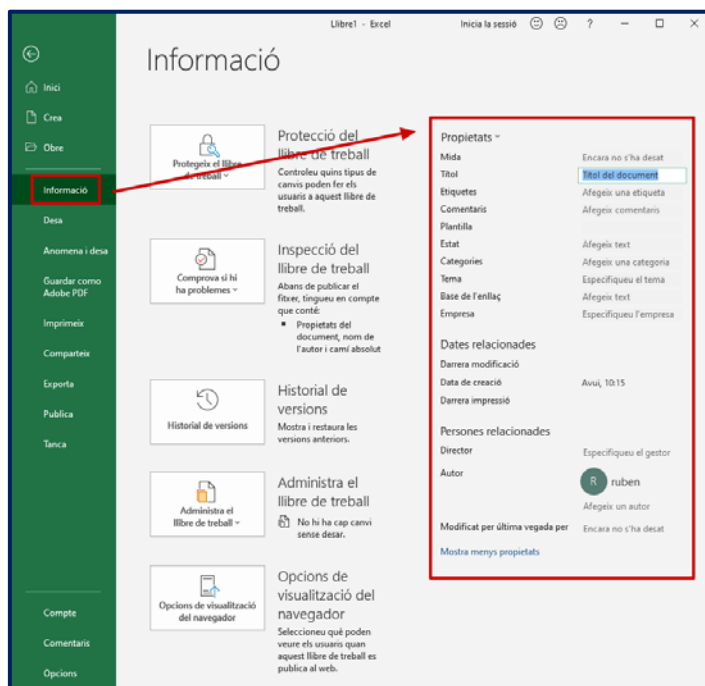 Llibre1 - Excel
Inicia la sessió
?
Informació
Inici
Crea
Obre
Informació
Desa
Anomena i desa
Guardar como
Adobe PDF
Imprimeix
Comparteix
Exporta
Publica
Tanca
Compte
Comentaris
Opcions
Protegeix el llibre
de treball
Protecció del
llibre de treball
Controleu quins tipus de
canvis poden fer els
usuaris a aquest llibre de
treball.
Comprova si hi
ha problemes
Inspecció del
llibre de treball
Abans de publicar el
fitxer, tingueu en compte
que conté:
Propietats del
document, nom de
l'autor i camí absolut
Historial de versions
Historial de
versions
Mostra i restaura les
versions anteriors.
Administra el
llibre de treball
Administra el
llibre de treball
No hi ha cap canvi
sense desar.
Opcions de visualització
del navegador
Opcions de
visualització del
navegador
Seleccioneu què poden
veure els usuaris quan
aquest llibre de treball es
publica al web.
Propietats
Mida Encara no s'ha desat
Títol Títol del document
Etiquetes Afegeix una etiqueta
Comentaris Afegeix comentaris
Plantilla
Estat Afegeix text
Categories Afegeix una categoria
Tema Especifiqueu el tema
Base de l'enllaç Afegeix text
Empresa Especifiqueu l'empresa
Dates relacionades
Darrera modificació
Data de creació Avui, 10:15
Darrera impressió
Persones relacionades
Director Especifiqueu el gestor
Autor R ruben
Afegeix un autor
Modificat per última vegada per Encara no s'ha desat
Mostra menys propietats